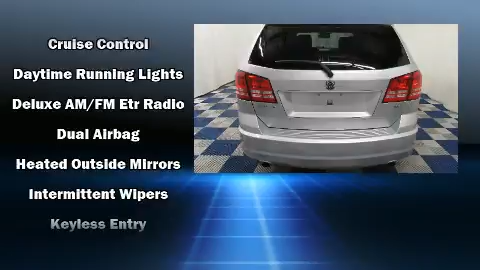 Cruise Control
Daytime Running Lights
Deluxe AM/FM Etr Radio
Dual Airbag
Heated Outside Mirrors
Intermittent Wipers
Keyless Entry